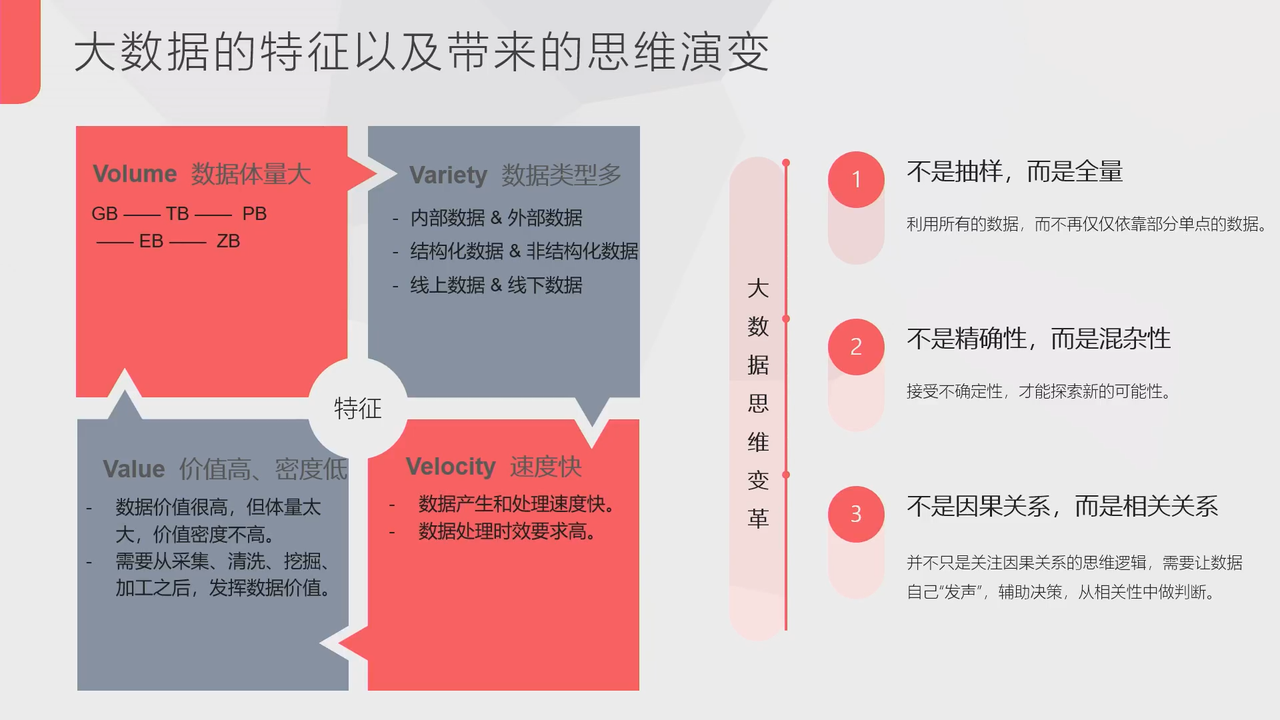 大数据的特征以及带来的思维演变
Volume 数据体量大
GB —— TB —— PB
—— EB —— ZB
Variety 数据类型多
- 内部数据 & 外部数据
- 结构化数据 & 非结构化数据
- 线上数据 & 线下数据
特征
Value 价值高、密度低
- 数据价值很高，但体量太
大，价值密度不高。
- 需要从采集、清洗、挖掘、
加工之后，发挥数据价值。
Velocity 速度快
- 数据产生和处理速度快。
- 数据处理时效要求高。
大数据思维变革
1
不是抽样，而是全量
利用所有的数据，而不再仅仅依靠部分单点的数据。
2
不是精确性，而是混杂性
接受不确定性，才能探索新的可能性。
3
不是因果关系，而是相关关系
并不只是关注因果关系的思维逻辑，需要让数据
自己“发声”，辅助决策，从相关性中做判断。